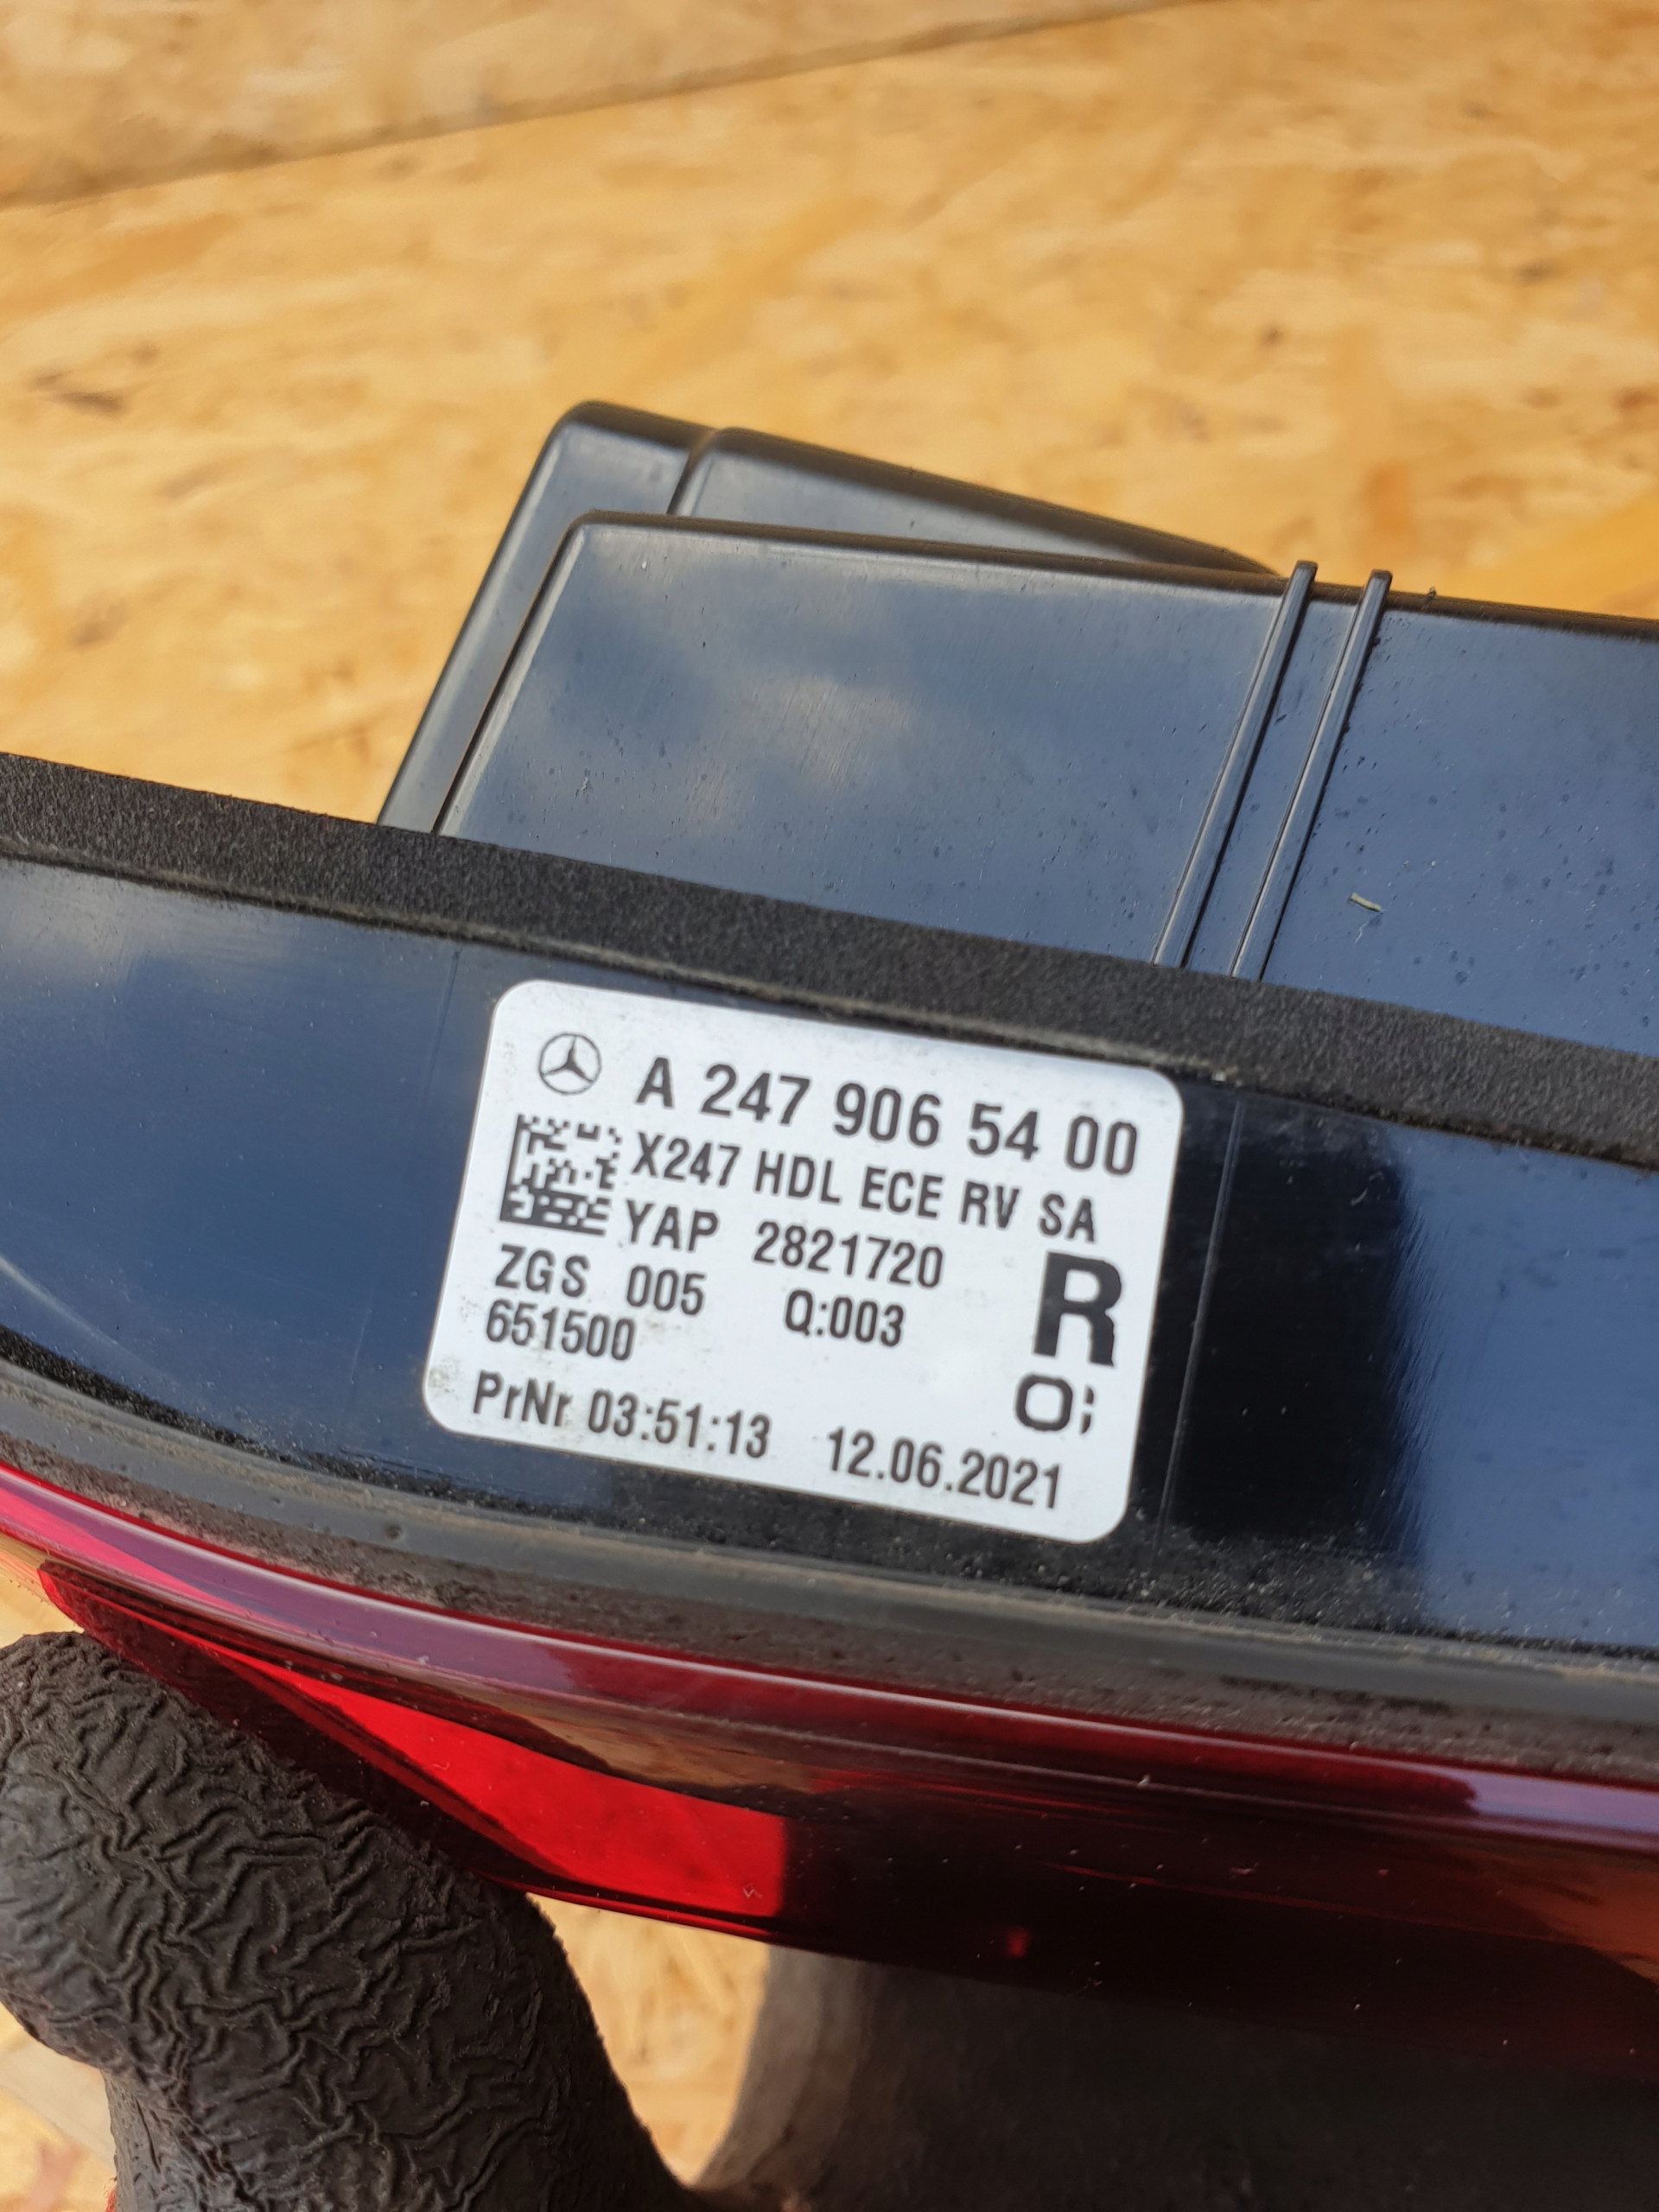 A 247 906 54 00
X247 HDL ECE RV SA
YAP 2821720
ZGS 005 Q:003 R
651500
O;
PrNr 03:51:13 12.06.2021